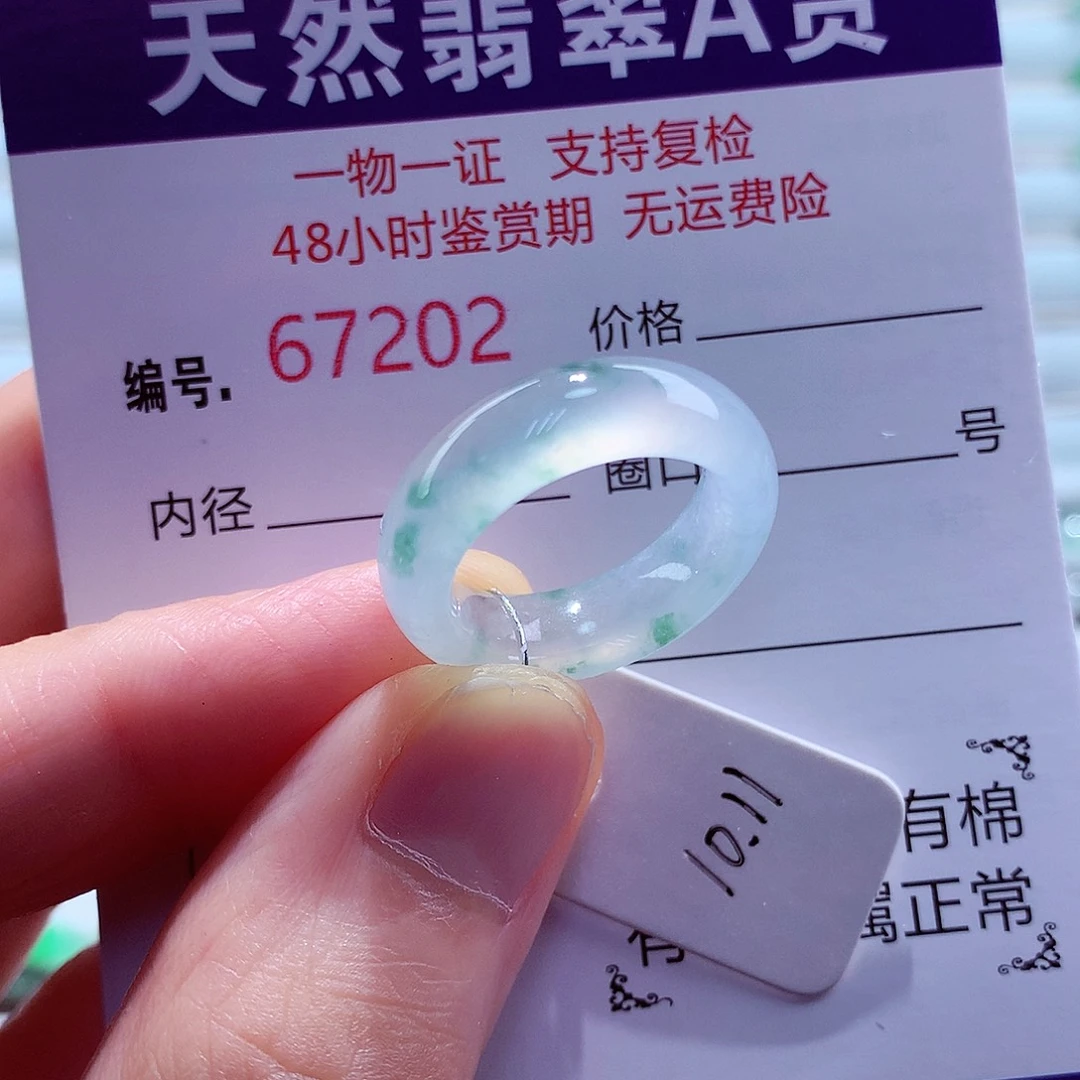 天然翡翠A货
一物一证 支持复检
48小时鉴赏期 无运费险
编号. 67202 价格
内径 圈口 号
10.11
有棉
有 属正常